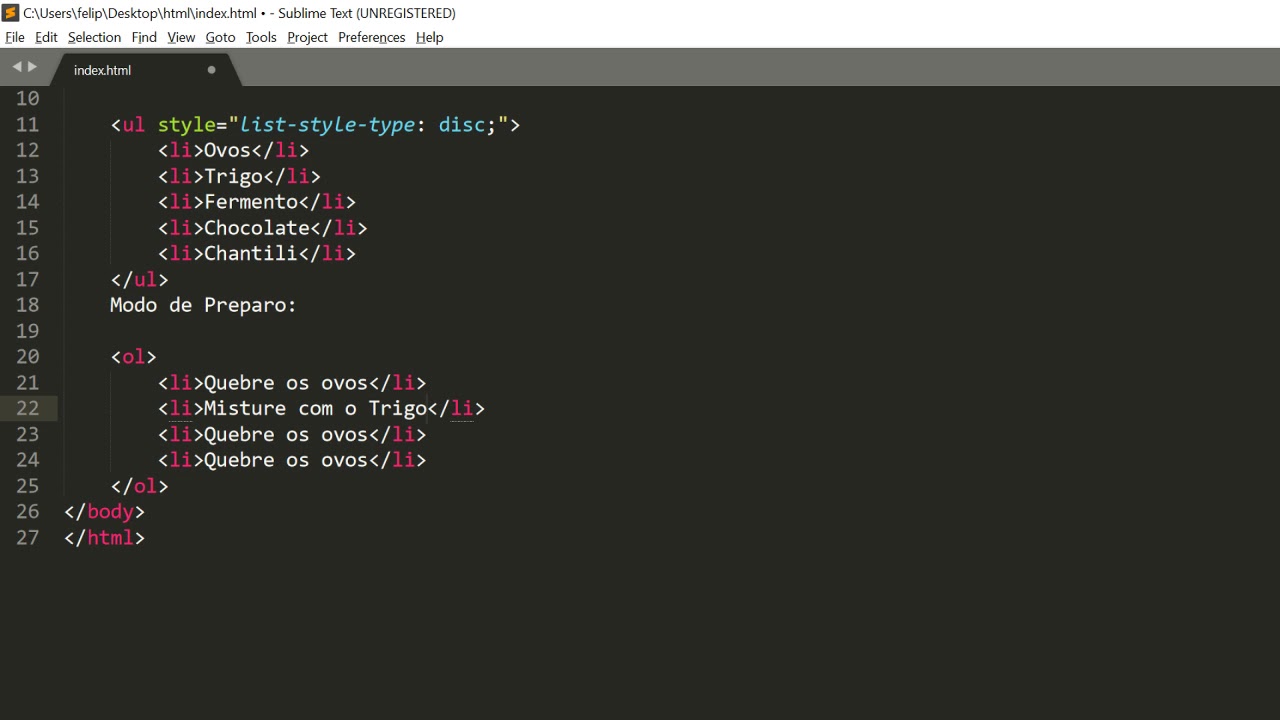 C:\Users\felip\Desktop\html\index.html • - Sublime Text (UNREGISTERED)
File Edit Selection Find View Goto Tools Project Preferences Help
index.html
10
11 <ul style="list-style-type: disc;">
12 <li>Ovos</li>
13 <li>Trigo</li>
14 <li>Fermento</li>
15 <li>Chocolate</li>
16 <li>Chantili</li>
17 </ul>
18 Modo de Preparo:
19
20 <ol>
21 <li>Quebre os ovos</li>
22 <li>Misture com o Trigo</li>
23 <li>Quebre os ovos</li>
24 <li>Quebre os ovos</li>
25 </ol>
26 </body>
27 </html>